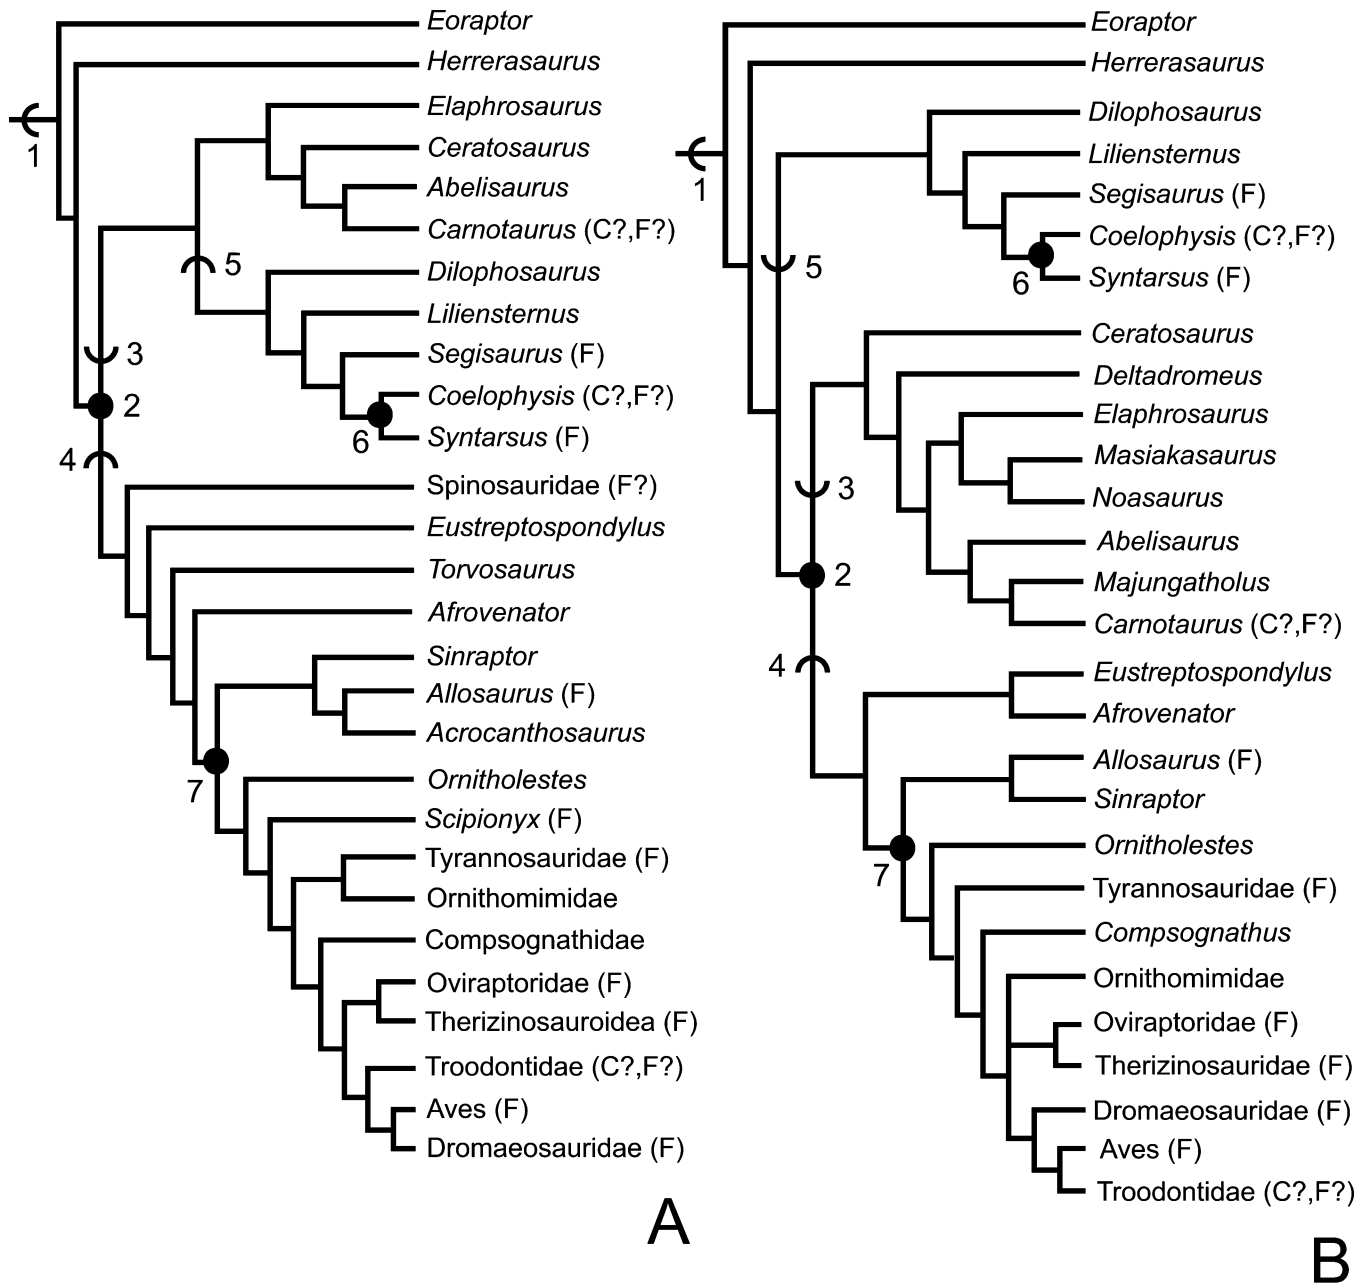 Eoraptor
Herrerasaurus
Elaphrosaurus
Ceratosaurus
1
Abelisaurus
Carnotaurus (C?,F?)
5
Dilophosaurus
Liliensternus
3
Segisaurus (F)
Coelophysis (C?,F?)
2
6
Syntarsus (F)
4
Spinosauridae (F?)
Eustreptospondylus
Torvosaurus
Afrovenator
Sinraptor
Allosaurus (F)
Acrocanthosaurus
7
Ornitholestes
Scipionyx (F)
Tyrannosauridae (F)
Ornithomimidae
Compsognathidae
Oviraptoridae (F)
Therizinosauroidea (F)
Troodontidae (C?,F?)
Aves (F)
Dromaeosauridae (F)
A
Eoraptor
Herrerasaurus
Dilophosaurus
Liliensternus
1
Segisaurus (F)
Coelophysis (C?,F?)
5
6
Syntarsus (F)
Ceratosaurus
Deltadromeus
Elaphrosaurus
Masiakasaurus
3
Noasaurus
Abelisaurus
2
Majungatholus
Carnotaurus (C?,F?)
4
Eustreptospondylus
Afrovenator
Allosaurus (F)
Sinraptor
Ornitholestes
7
Tyrannosauridae (F)
Compsognathus
Ornithomimidae
Oviraptoridae (F)
Therizinosauridae (F)
Dromaeosauridae (F)
Aves (F)
Troodontidae (C?,F?)
B